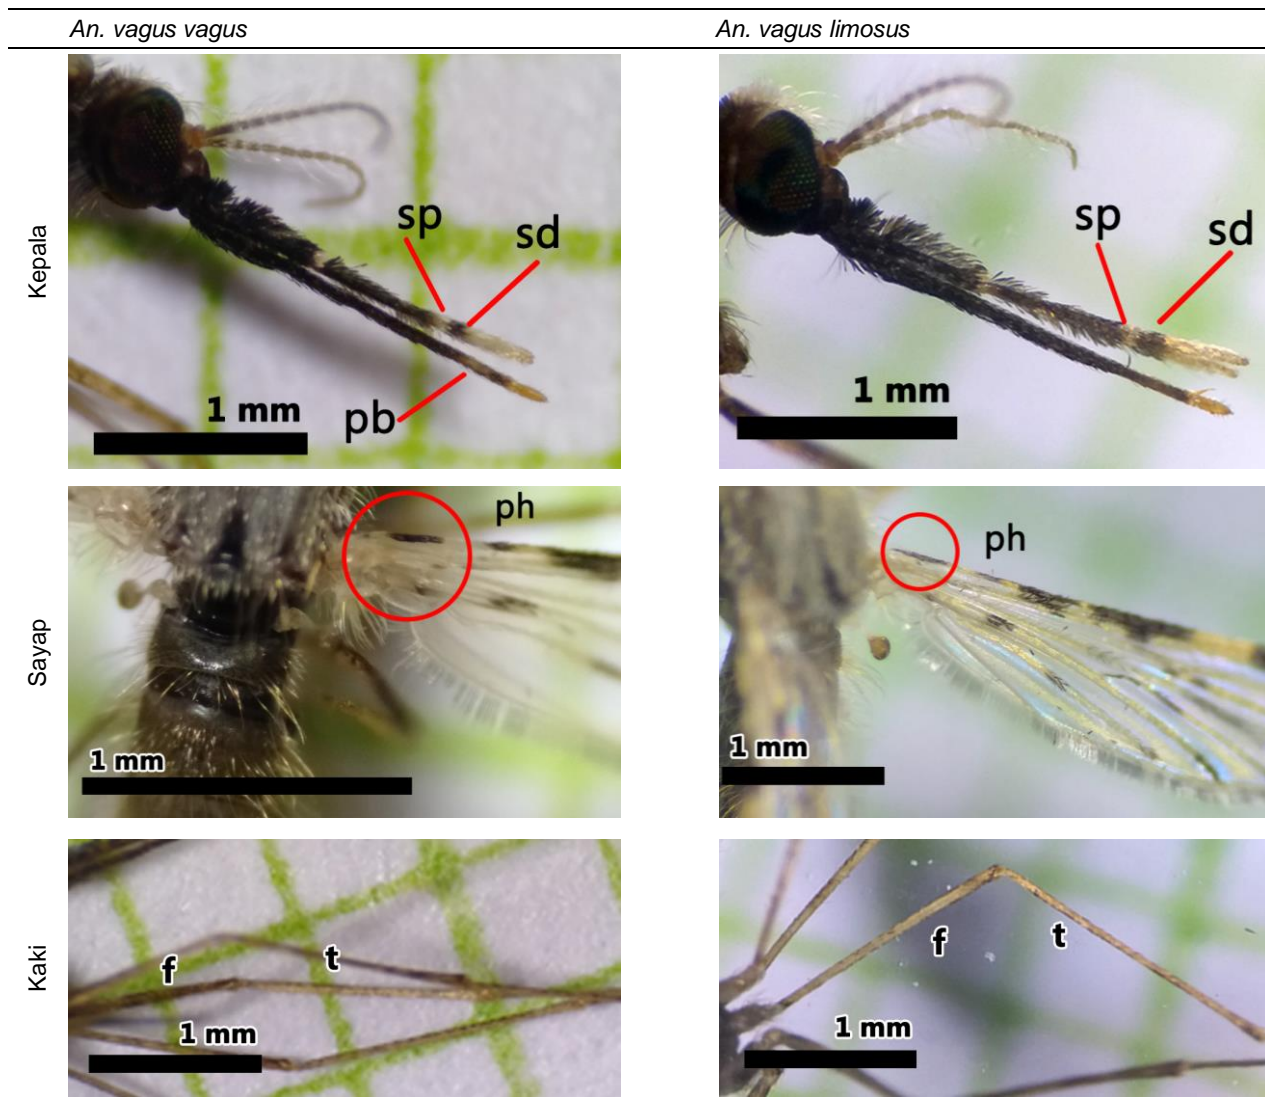 An. vagus vagus
An. vagus limosus
Kepala
sp
sd
pb
1 mm
sp
sd
1 mm
Sayap
ph
1 mm
ph
1 mm
Kaki
f
t
1 mm
f
t
1 mm